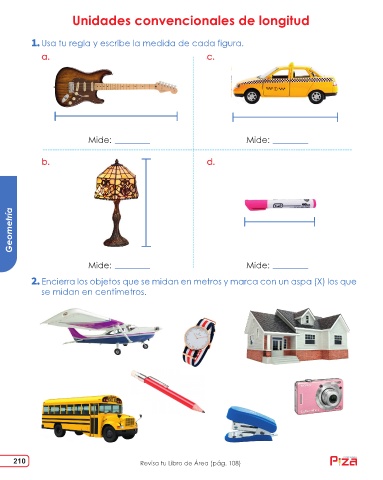 Unidades convencionales de longitud
1. Usa tu regla y escribe la medida de cada figura.
a.
c.
Mide: ________
Mide: ________
b.
d.
Mide: ________
Mide: ________
Geometría
2. Encierra los objetos que se midan en metros y marca con un aspa (X) los que
se midan en centímetros.
210
Revisa tu Libro de Área (pág. 108)